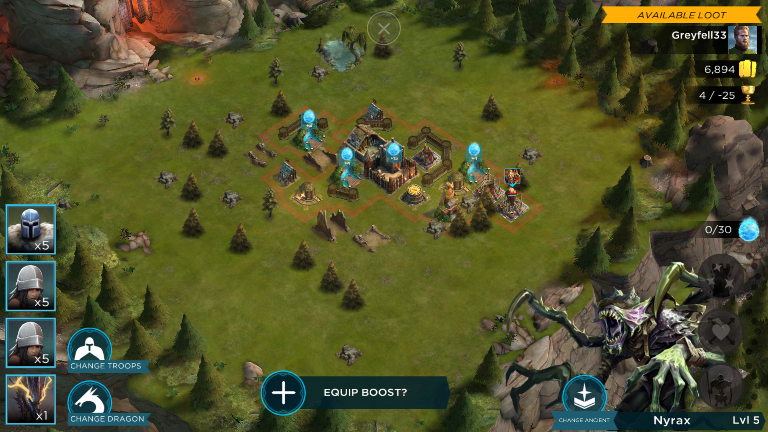 AVAILABLE LOOT
Greyfell33
6,894
4 / -25
0/30
x5
x5
x5
x1
CHANGE TROOPS
CHANGE DRAGON
EQUIP BOOST?
CHANGE ANCIENT
Nyrax Lvl 5